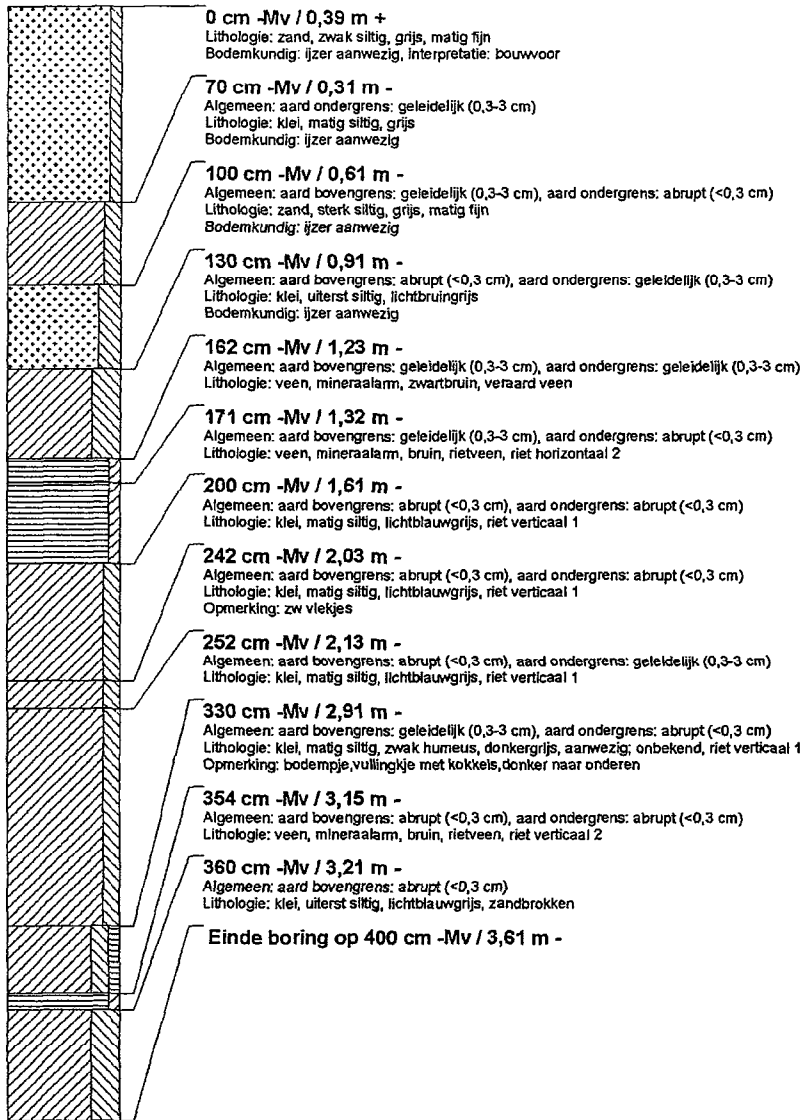 0 cm -Mv / 0,39 m +
Lithologie: zand, zwak siltig, grijs, matig fijn
Bodemkundig: ijzer aanwezig, interpretatie: bouwvoor
70 cm -Mv / 0,31 m -
Algemeen: aard ondergrens: geleidelijk (0,3-3 cm)
Lithologie: klei, matig siltig, grijs
Bodemkundig: ijzer aanwezig
100 cm -Mv / 0,61 m -
Algemeen: aard bovengrens: geleidelijk (0,3-3 cm), aard ondergrens: abrupt (<0,3 cm)
Lithologie: zand, sterk siltig, grijs, matig fijn
Bodemkundig: ijzer aanwezig
130 cm -Mv / 0,91 m -
Algemeen: aard bovengrens: abrupt (<0,3 cm), aard ondergrens: geleidelijk (0,3-3 cm)
Lithologie: klei, uiterst siltig, lichtbruingrijs
Bodemkundig: ijzer aanwezig
162 cm -Mv / 1,23 m -
Algemeen: aard bovengrens: geleidelijk (0,3-3 cm), aard ondergrens: geleidelijk (0,3-3 cm)
Lithologie: veen, mineraalarm, zwartbruin, veraard veen
171 cm -Mv / 1,32 m -
Algemeen: aard bovengrens: geleidelijk (0,3-3 cm), aard ondergrens: abrupt (<0,3 cm)
Lithologie: veen, mineraalarm, bruin, rietveen, riet horizontaal 2
200 cm -Mv / 1,61 m -
Algemeen: aard bovengrens: abrupt (<0,3 cm), aard ondergrens: abrupt (<0,3 cm)
Lithologie: klei, matig siltig, lichtblauwgrijs, riet verticaal 1
242 cm -Mv / 2,03 m -
Algemeen: aard bovengrens: abrupt (<0,3 cm), aard ondergrens: abrupt (<0,3 cm)
Lithologie: klei, matig siltig, lichtblauwgrijs, riet verticaal 1
Opmerking: zw vlekjes
252 cm -Mv / 2,13 m -
Algemeen: aard bovengrens: abrupt (<0,3 cm), aard ondergrens: geleidelijk (0,3-3 cm)
Lithologie: klei, matig siltig, lichtblauwgrijs, riet verticaal 1
330 cm -Mv / 2,91 m -
Algemeen: aard bovengrens: geleidelijk (0,3-3 cm), aard ondergrens: abrupt (<0,3 cm)
Lithologie: klei, matig siltig, zwak humeus, donkergrijs, aanwezig; onbekend, riet verticaal 1
Opmerking: bodempje,vullingkje met kokkels,donker naar onderen
354 cm -Mv / 3,15 m -
Algemeen: aard bovengrens: abrupt (<0,3 cm), aard ondergrens: abrupt (<0,3 cm)
Lithologie: veen, mineraalarm, bruin, rietveen, riet verticaal 2
360 cm -Mv / 3,21 m -
Algemeen: aard bovengrens: abrupt (<0,3 cm)
Lithologie: klei, uiterst siltig, lichtblauwgrijs, zandbrokken
Einde boring op 400 cm -Mv / 3,61 m -